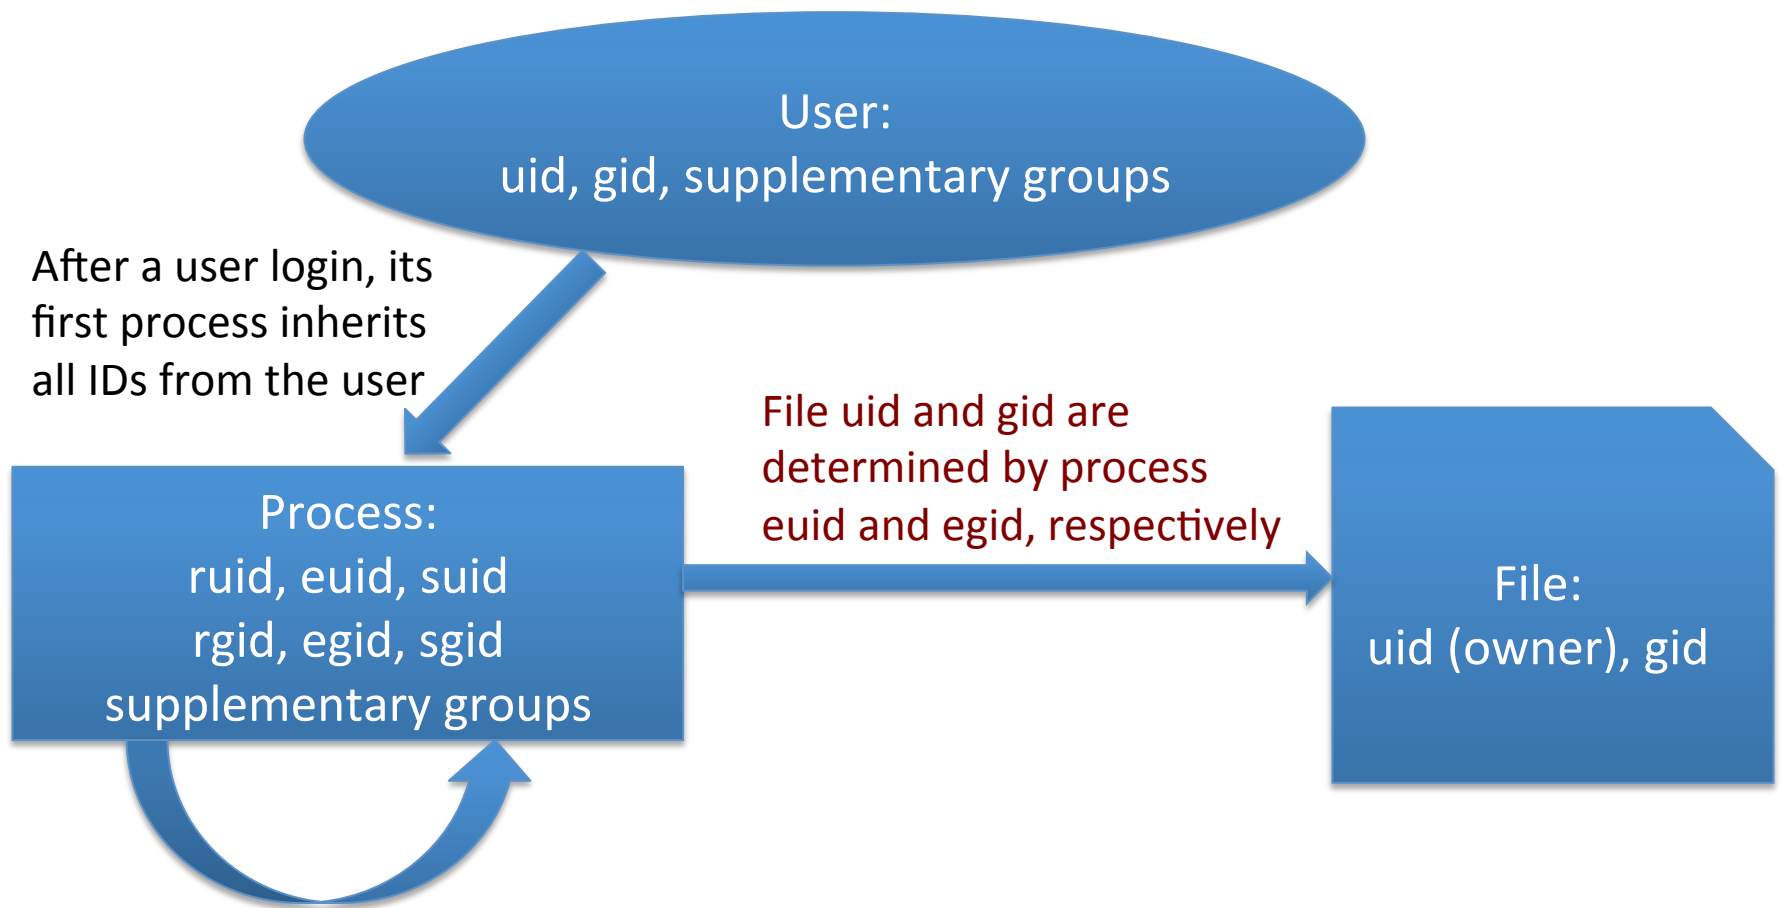 User:
uid, gid, supplementary groups
After a user login, its
first process inherits
all IDs from the user
File uid and gid are
determined by process
euid and egid, respectively
Process:
ruid, euid, suid
rgid, egid, sgid
supplementary groups
File:
uid (owner), gid